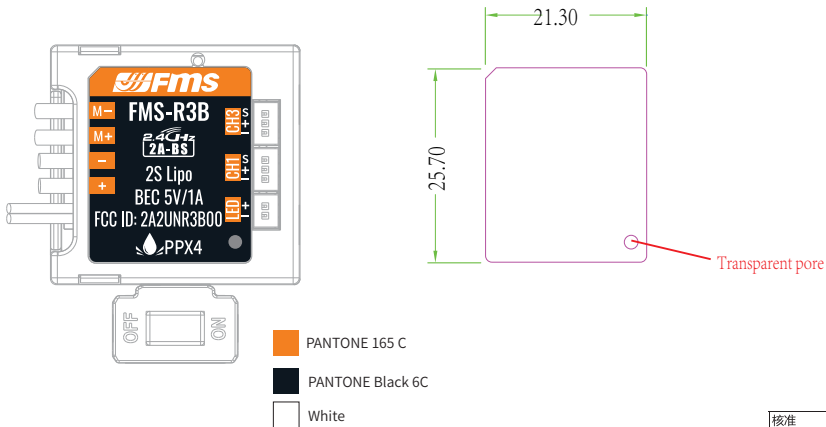 FMS
FMS-R3B
2.4GHz
2A-BS
2S Lipo
BEC 5V/1A
FCC ID: 2A2UNR3B00
PPX4
M-
M+
-
+
CH3
S
+
-
CH1
S
+
-
LED
+
-
OFF
ON
21.30
25.70
Transparent pore
PANTONE 165 C
PANTONE Black 6C
White
核准